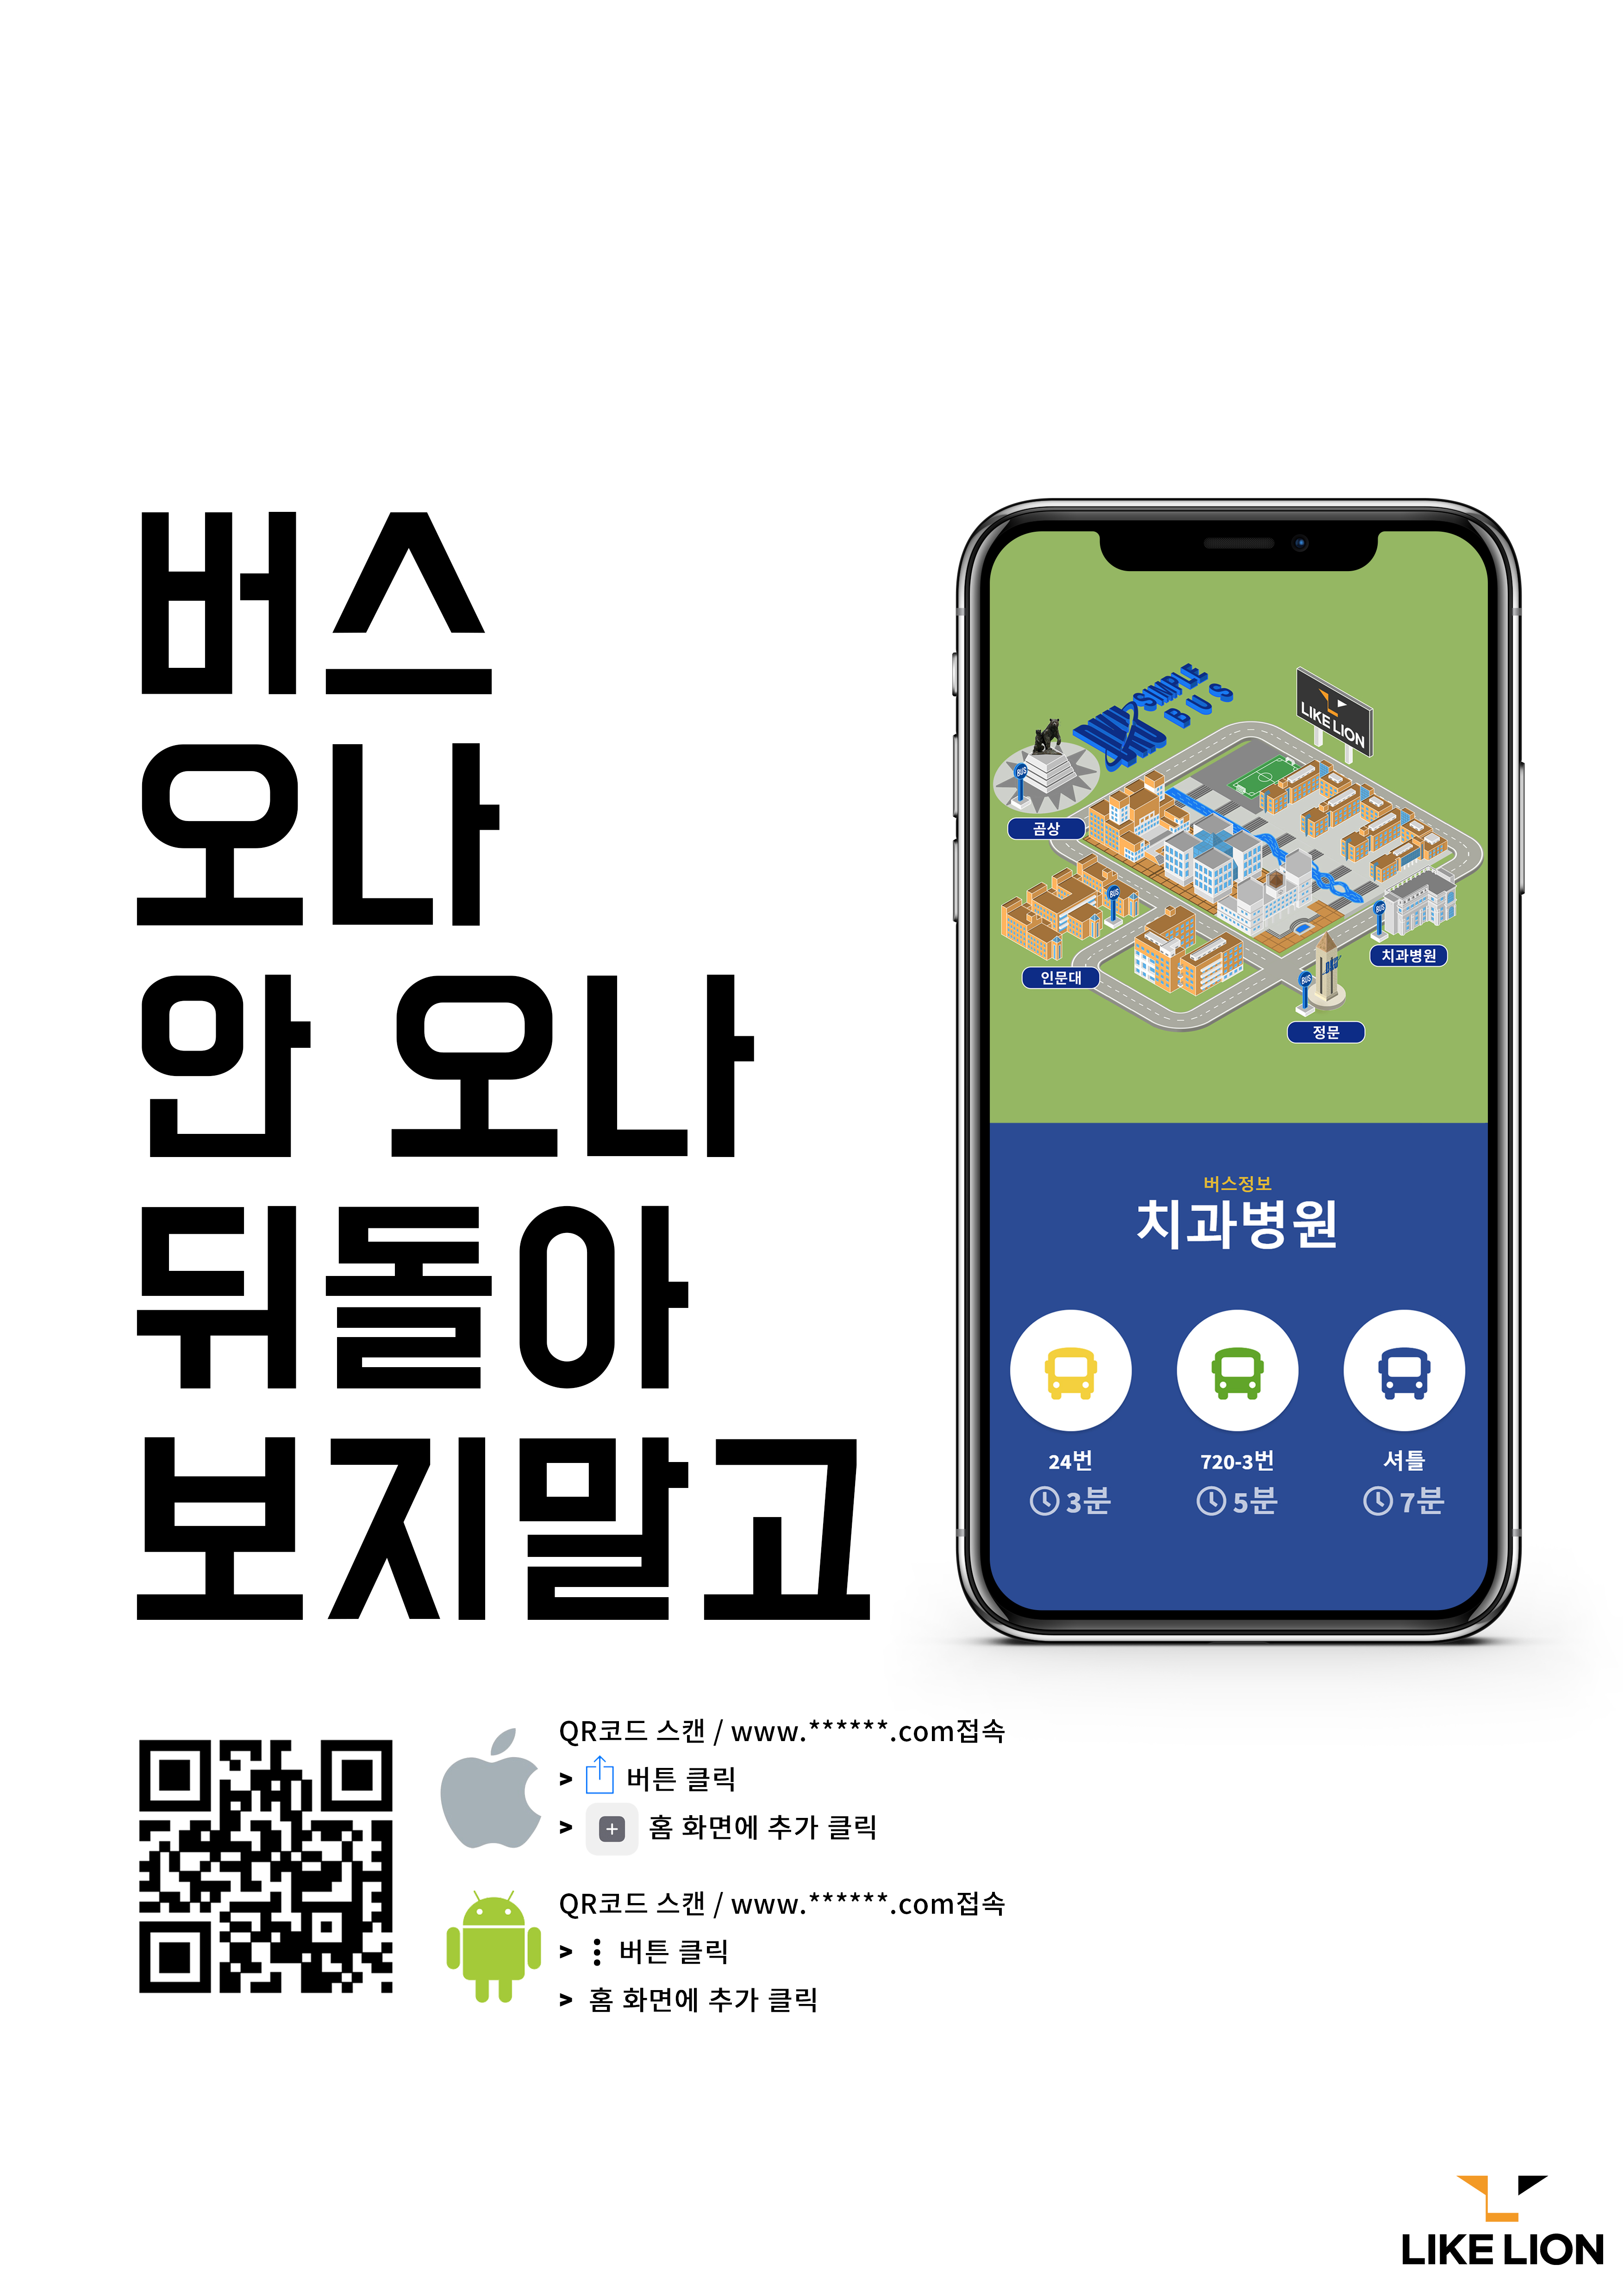 버스
오나
안 오나
뒤돌아
보지말고
SIMPLE
BUS
LIKE LION
BUS
곰상
BUS
인문대
BUS
치과병원
BUS
정문
버스정보
치과병원
24번 720-3번 셔틀
3분 5분 7분
QR코드 스캔 / www.******.com접속
> 버튼 클릭
> 홈 화면에 추가 클릭
QR코드 스캔 / www.******.com접속
> 버튼 클릭
> 홈 화면에 추가 클릭
LIKE LION